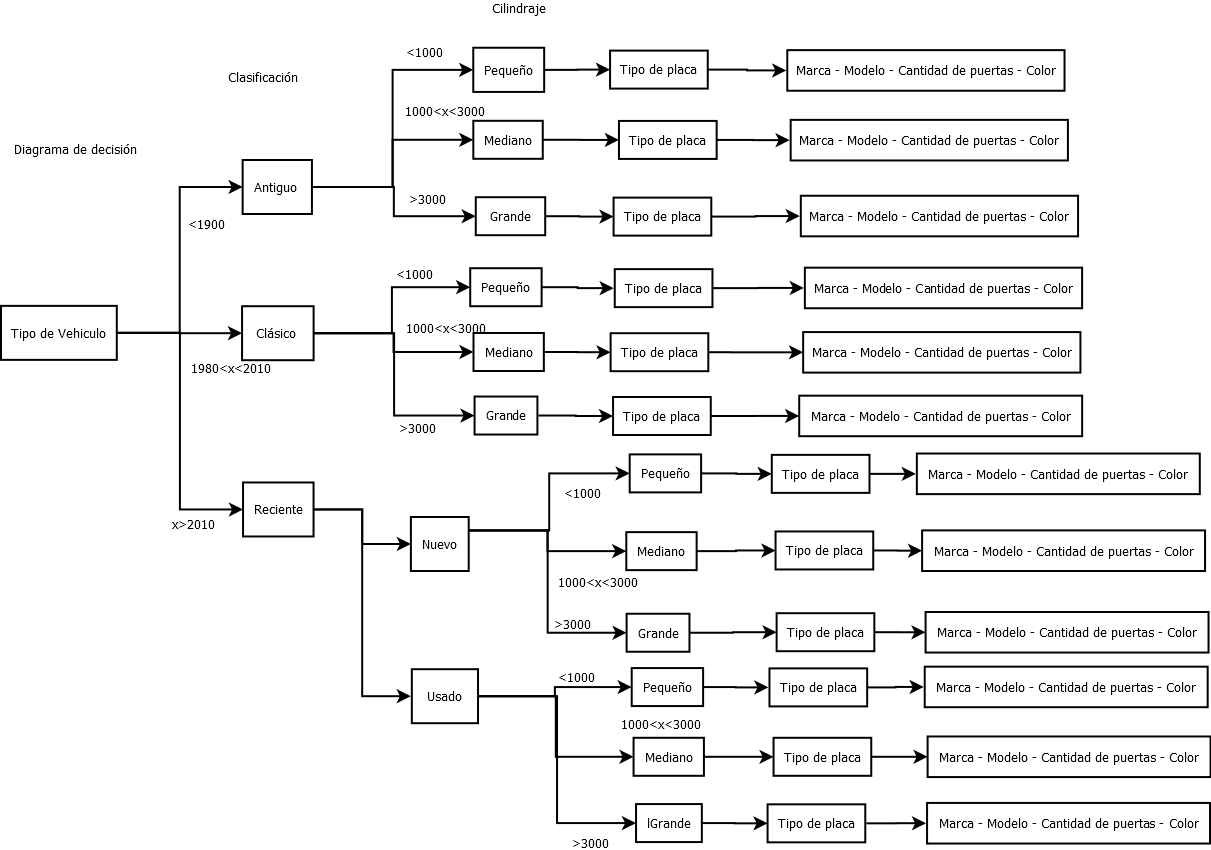 Cilindraje
Clasificación
Diagrama de decisión
Tipo de Vehiculo
<1900
Antiguo
<1000
Pequeño
Tipo de placa
Marca - Modelo - Cantidad de puertas - Color
1000<x<3000
Mediano
Tipo de placa
Marca - Modelo - Cantidad de puertas - Color
>3000
Grande
Tipo de placa
Marca - Modelo - Cantidad de puertas - Color
1980<x<2010
Clásico
<1000
Pequeño
Tipo de placa
Marca - Modelo - Cantidad de puertas - Color
1000<x<3000
Mediano
Tipo de placa
Marca - Modelo - Cantidad de puertas - Color
>3000
Grande
Tipo de placa
Marca - Modelo - Cantidad de puertas - Color
x>2010
Reciente
Nuevo
<1000
Pequeño
Tipo de placa
Marca - Modelo - Cantidad de puertas - Color
1000<x<3000
Mediano
Tipo de placa
Marca - Modelo - Cantidad de puertas - Color
>3000
Grande
Tipo de placa
Marca - Modelo - Cantidad de puertas - Color
Usado
<1000
Pequeño
Tipo de placa
Marca - Modelo - Cantidad de puertas - Color
1000<x<3000
Mediano
Tipo de placa
Marca - Modelo - Cantidad de puertas - Color
>3000
lGrande
Tipo de placa
Marca - Modelo - Cantidad de puertas - Color